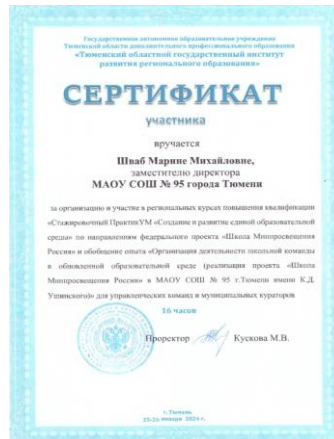 Государственное автономное образовательное учреждение
Тюменской области дополнительного профессионального образования
«Тюменский областной государственный институт
развития регионального образования»
СЕРТИФИКАТ
участника
вручается
Шваб Марине Михайловне,
заместителю директора
МАОУ СОШ № 95 города Тюмени
за организацию и участие в региональных курсах повышения квалификации
«Стажировочный ПрактикУМ «Создание и развитие единой образовательной
среды» по направлениям федерального проекта «Школа Минпросвещения
России» и обобщение опыта «Организация деятельности школьной команды
в обновленной образовательной среде (реализация проекта «Школа
Минпросвещения России» в МАОУ СОШ № 95 г.Тюмени имени К.Д.
Ушинского)» для управленческих команд и муниципальных кураторов
16 часов
Проректор Кускова М.В.
г. Тюмень
25-26 января 2024 г.